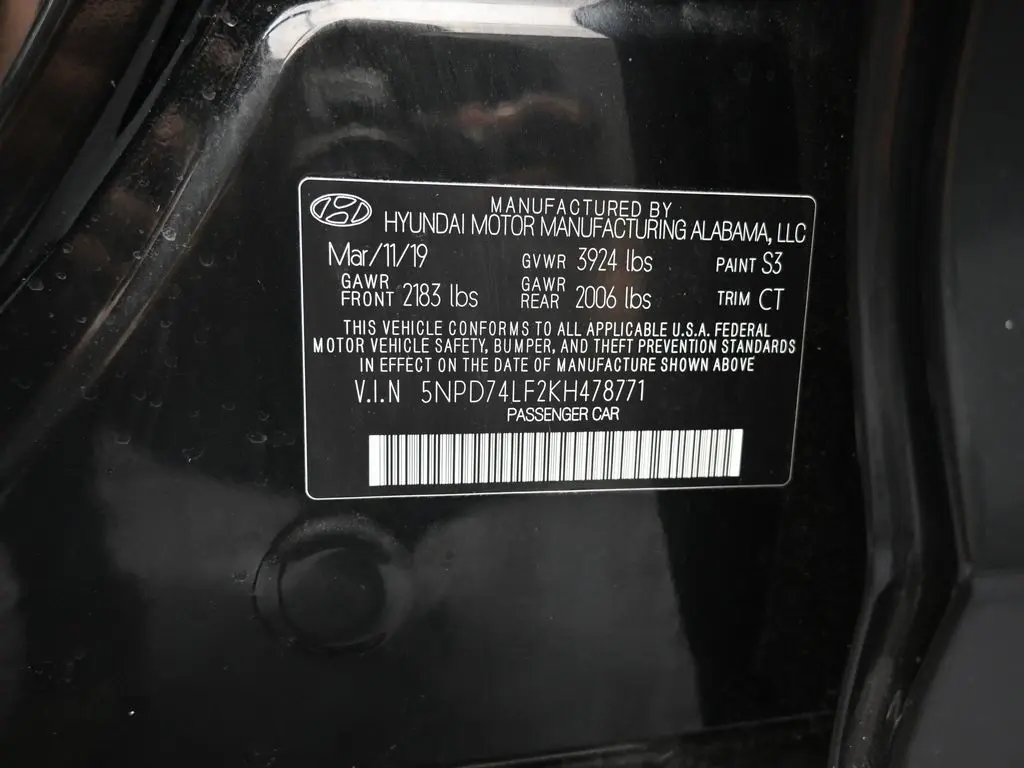 MANUFACTURED BY
HYUNDAI MOTOR MANUFACTURING ALABAMA, LLC
Mar/11/19 GVWR 3924 lbs PAINT S3
GAWR FRONT 2183 lbs GAWR REAR 2006 lbs TRIM CT
THIS VEHICLE CONFORMS TO ALL APPLICABLE U.S.A. FEDERAL
MOTOR VEHICLE SAFETY, BUMPER, AND THEFT PREVENTION STANDARDS
IN EFFECT ON THE DATE OF MANUFACTURE SHOWN ABOVE
V.I.N 5NPD74LF2KH478771
PASSENGER CAR